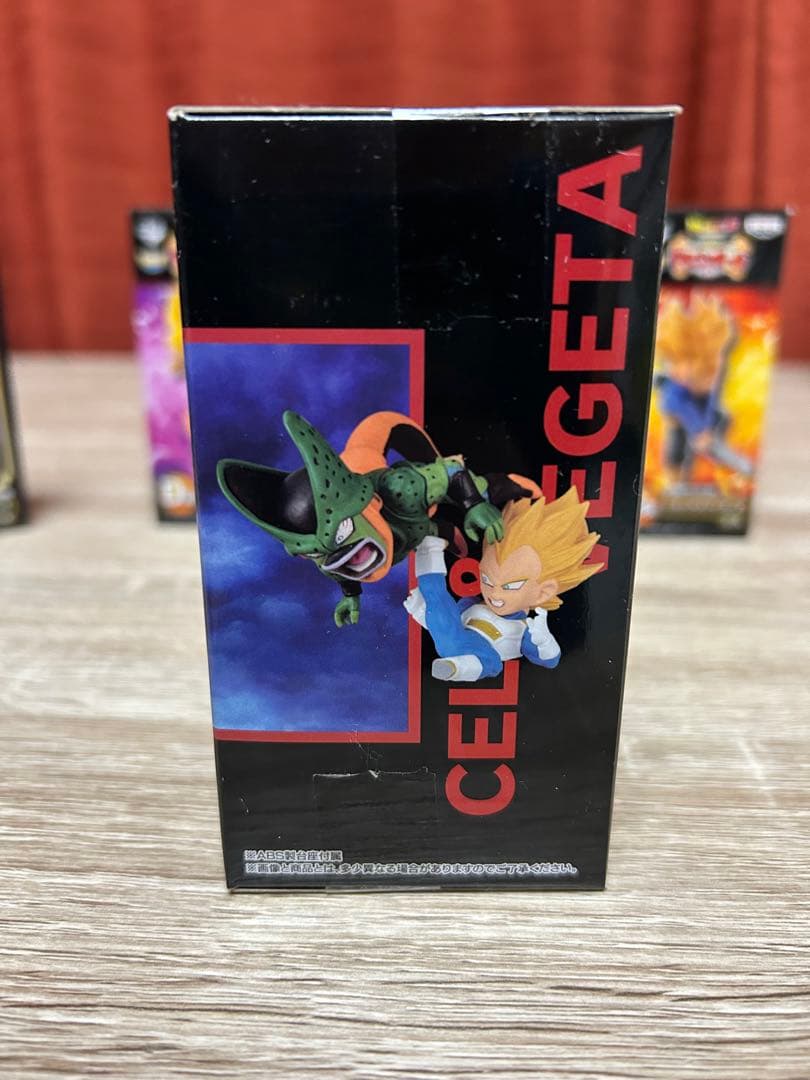 CELL & VEGETA
※ABS製台座付属
※画像と商品とは、多少異なる場合がありますのでご了承ください。